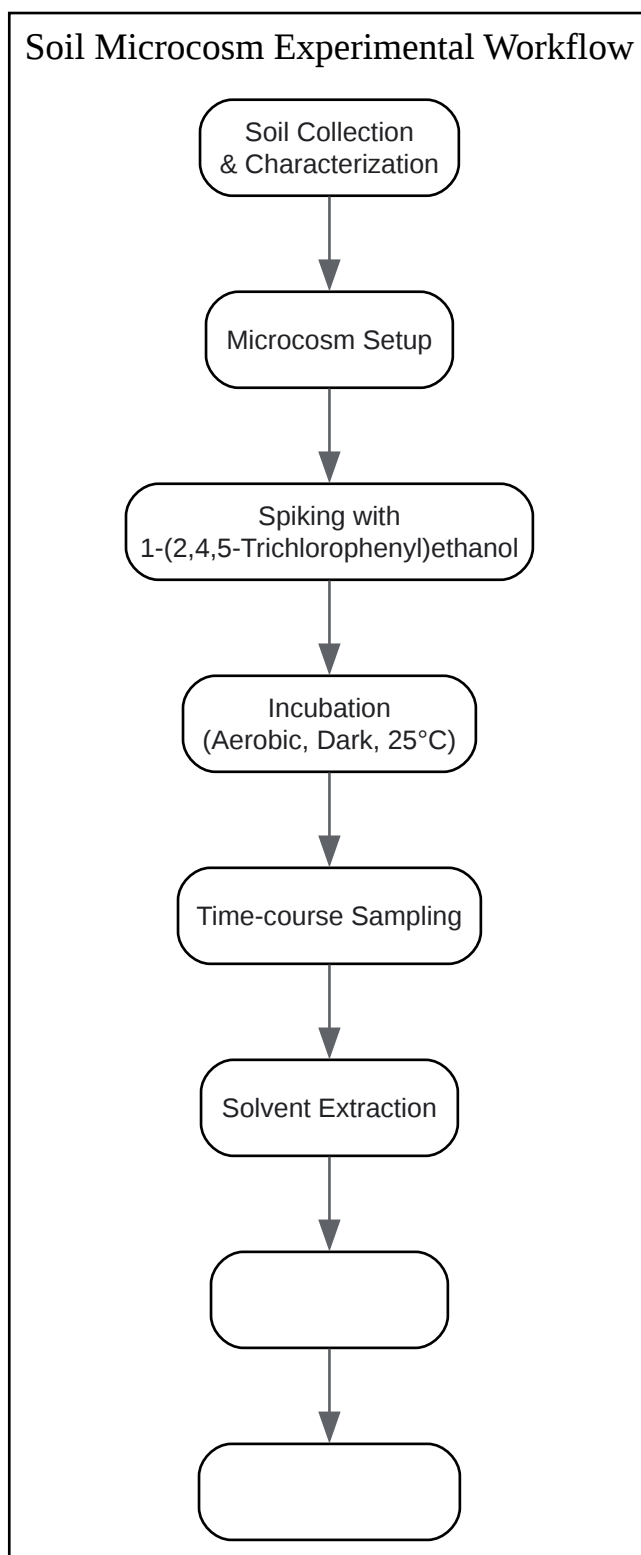 Soil Microcosm Experimental Workflow
Soil Collection
& Characterization
Microcosm Setup
Spiking with
1-(2,4,5-Trichlorophenyl)ethanol
Incubation
(Aerobic, Dark, 25°C)
Time-course Sampling
Solvent Extraction